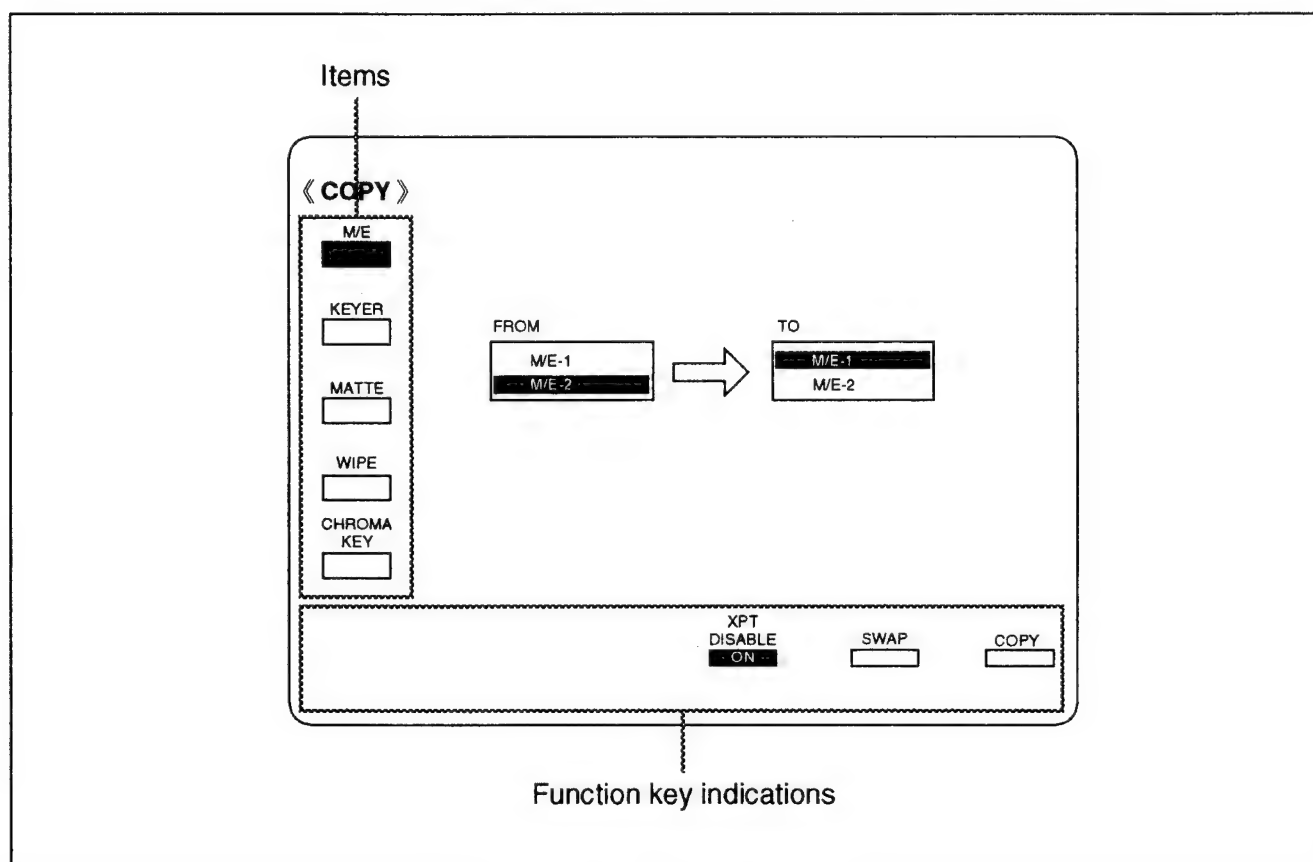 Items
《 COPY 》
M/E
KEYER
MATTE
WIPE
CHROMA
KEY
FROM
M/E-1
M/E-2
TO
M/E-1
M/E-2
XPT
DISABLE
ON
SWAP
COPY
Function key indications